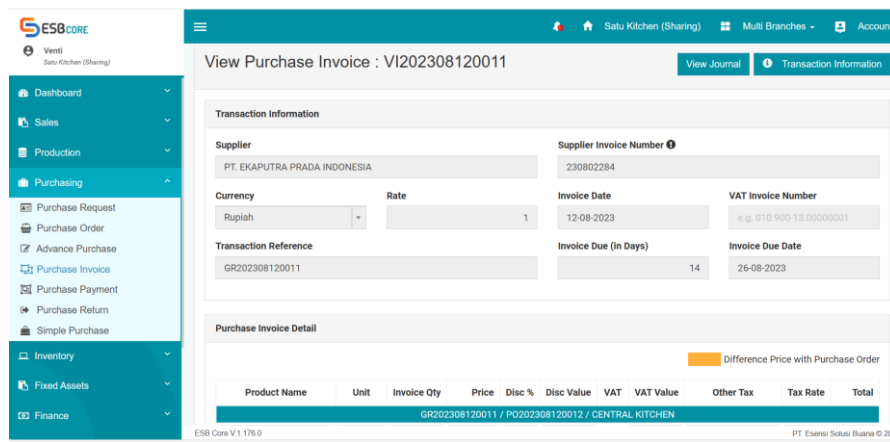 ESBCORE
Venti
Satu Kitchen (Sharing)
Dashboard
Sales
Production
Purchasing
Purchase Request
Purchase Order
Advance Purchase
Purchase Invoice
Purchase Payment
Purchase Return
Simple Purchase
Inventory
Fixed Assets
Finance
Satu Kitchen (Sharing) Multi Branches Accoun
View Purchase Invoice : VI202308120011
View Journal Transaction Information
Transaction Information
Supplier Supplier Invoice Number
PT. EKAPUTRA PRADA INDONESIA 230802284
Currency Rate Invoice Date VAT Invoice Number
Rupiah 1 12-08-2023 e.g. 010.900-13.00000001
Transaction Reference Invoice Due (in Days) Invoice Due Date
GR202308120011 14 26-08-2023
Purchase Invoice Detail
Difference Price with Purchase Order
Product Name Unit Invoice Qty Price Disc % Disc Value VAT VAT Value Other Tax Tax Rate Total
GR202308120011 / PO202308120012 / CENTRAL KITCHEN
ESB Core V.1.176.0 PT. Esensi Solusi Buana © 20